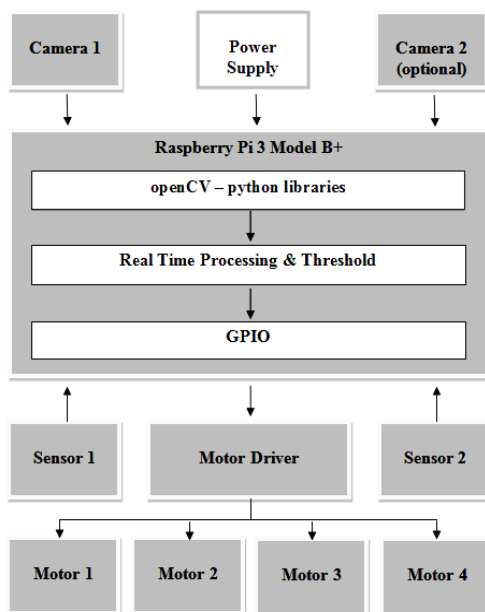 Camera 1
Power
Supply
Camera 2
(optional)
Raspberry Pi 3 Model B+
openCV – python libraries
Real Time Processing & Threshold
GPIO
Sensor 1
Motor Driver
Sensor 2
Motor 1
Motor 2
Motor 3
Motor 4